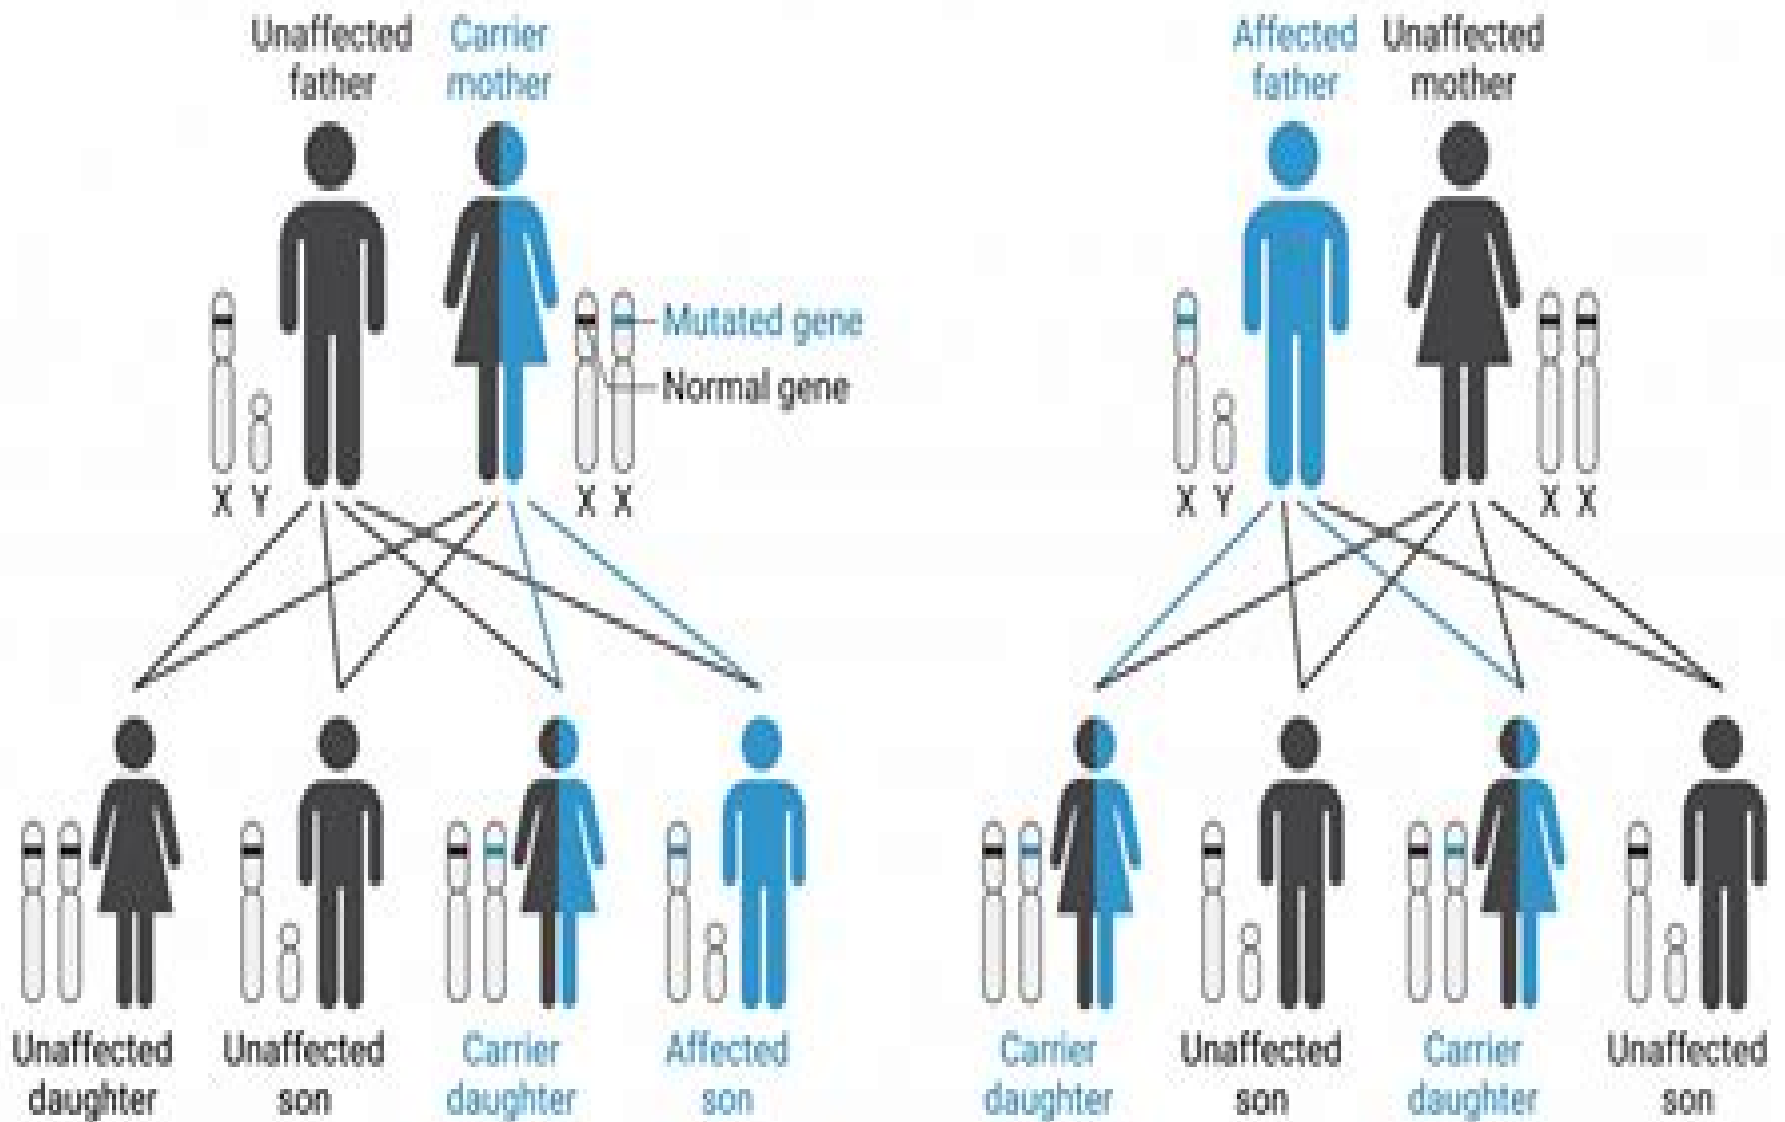 Unaffected
father
Carrier
mother
Mutated gene
Normal gene
X Y
X X
Unaffected
daughter
Unaffected
son
Carrier
daughter
Affected
son
Affected
father
Unaffected
mother
X Y
X X
Carrier
daughter
Unaffected
son
Carrier
daughter
Unaffected
son